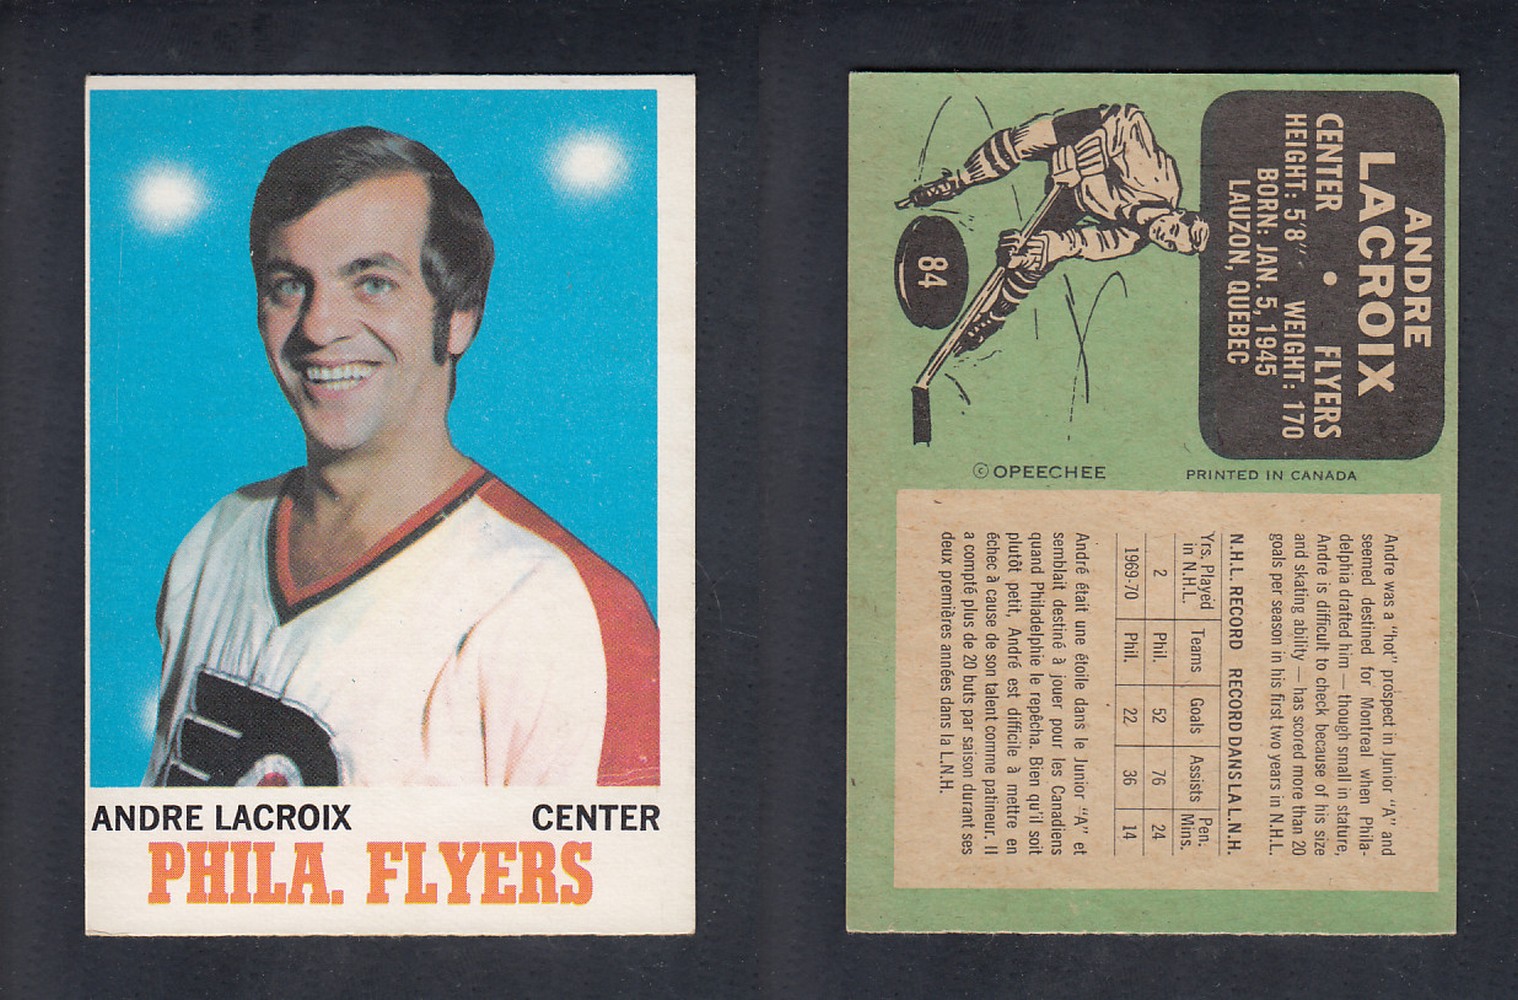 ANDRE LACROIX CENTER
PHILA. FLYERS
ANDRE
LACROIX
CENTER • FLYERS
HEIGHT: 5'8" WEIGHT: 170
BORN: JAN. 5, 1945
LAUZON, QUEBEC
84
© OPEECHEE PRINTED IN CANADA
Andre was a "hot" prospect in Junior "A" and
seemed destined for Montreal when Phila-
delphia drafted him — though small in stature,
Andre is difficult to check because of his size
and skating ability — has scored more than 20
goals per season in his first two years in N.H.L.
N.H.L. RECORD RECORD DANS LA L.N.H.
Yrs. Played in N.H.L. Teams Goals Assists Pen. Mins.
2 Phil. 52 76 24
1969-70 Phil. 22 36 14
André était une étoile dans le Junior "A" et
semblait destiné à jouer pour les Canadiens
quand Philadelphie le repêcha. Bien qu'il soit
plutôt petit, André est difficile à mettre en
échec à cause de son talent comme patineur. Il
a compté plus de 20 buts par saison durant ses
deux premières années dans la L.N.H.